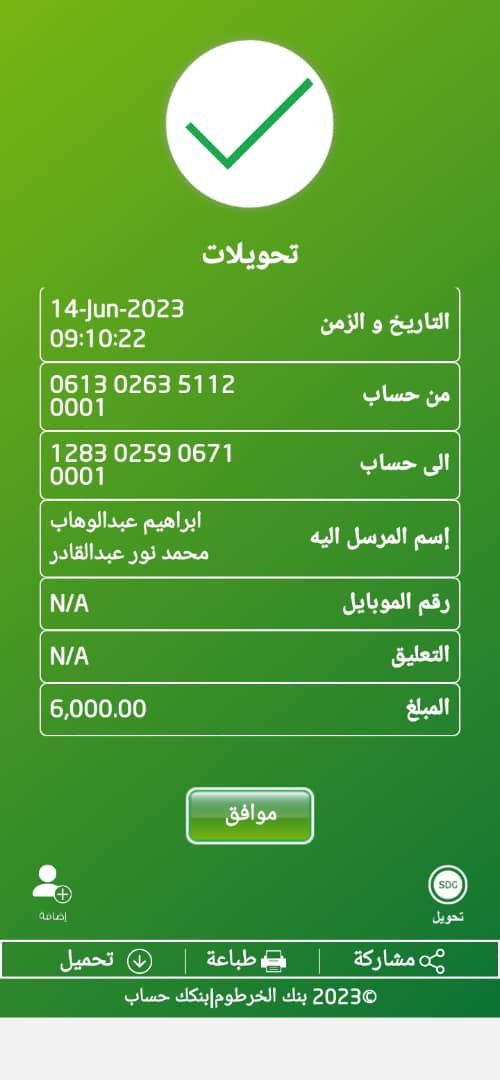 تحويلات
التاريخ و الزمن
14-Jun-2023
09:10:22
من حساب
0613 0263 5112
0001
الى حساب
1283 0259 0671
0001
إسم المرسل اليه
ابراهيم عبدالوهاب
محمد نور عبدالقادر
رقم الموبايل
N/A
التعليق
N/A
المبلغ
6,000.00
موافق
SDG
تحويل
إضافة
مشاركة
طباعة
تحميل
©2023 بنك الخرطوم|بنكك حساب